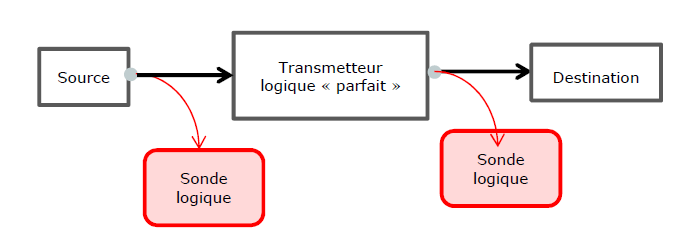 Source
Transmetteur
logique « parfait »
Destination
Sonde
logique
Sonde
logique